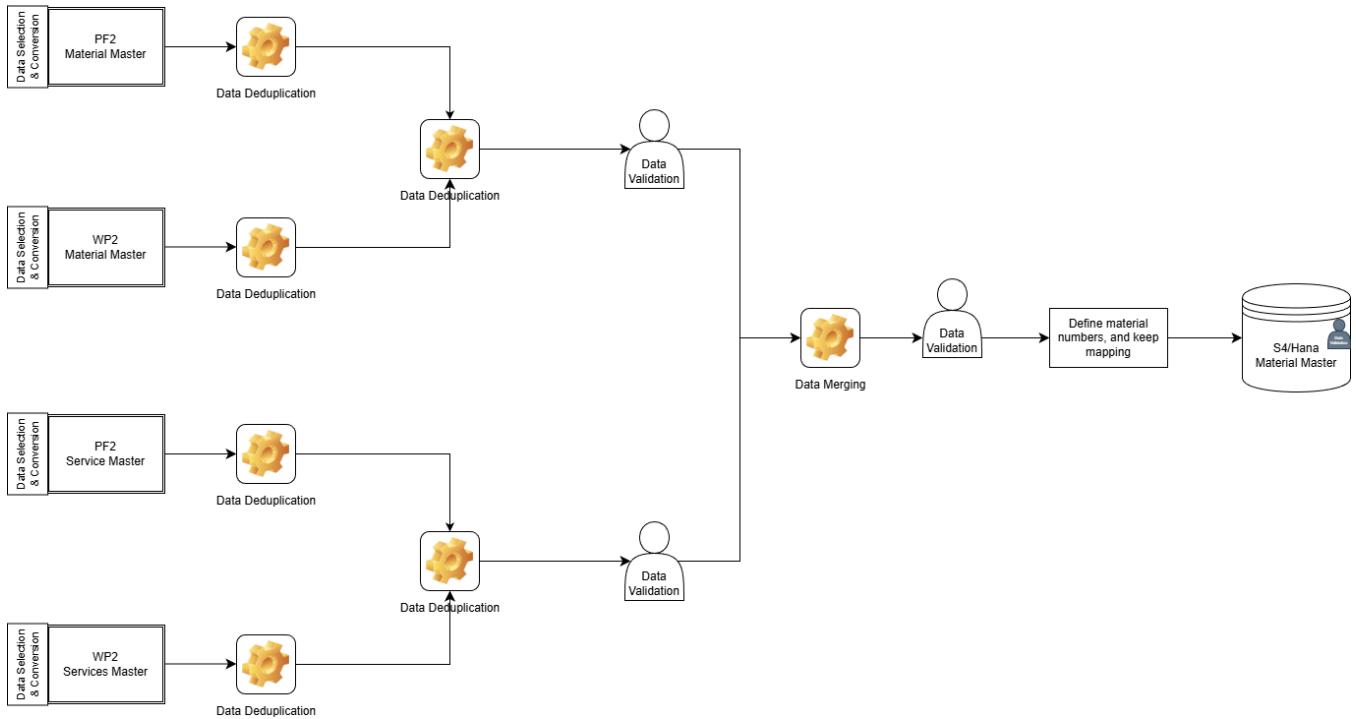 Data Selection
& Conversion
PF2
Material Master
Data Deduplication
Data Deduplication
Data
Validation
Data Selection
& Conversion
WP2
Material Master
Data Deduplication
Data Merging
Data
Validation
Define material
numbers, and keep
mapping
S4/Hana
Material Master
Data
Validation
Data Selection
& Conversion
PF2
Service Master
Data Deduplication
Data Deduplication
Data
Validation
Data Selection
& Conversion
WP2
Services Master
Data Deduplication